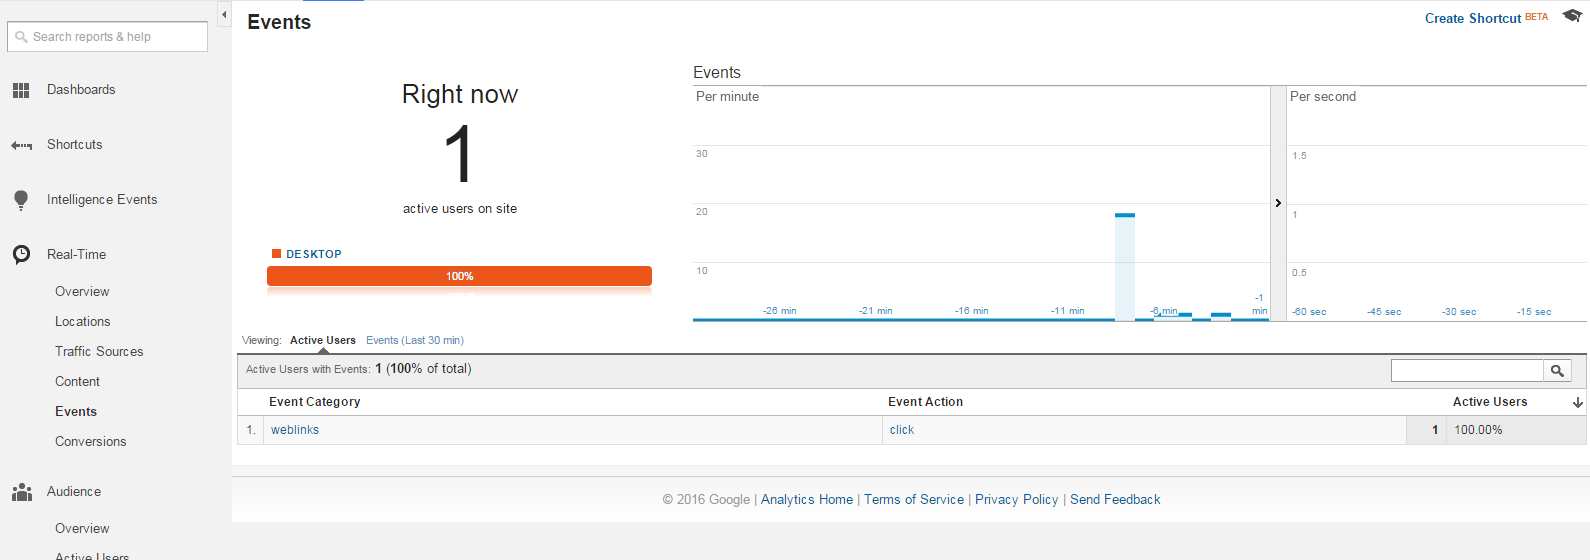 Search reports & help
Dashboards
Shortcuts
Intelligence Events
Real-Time
Overview
Locations
Traffic Sources
Content
Events
Conversions
Audience
Overview
Active Users
Events
Create Shortcut BETA
Right now
1
active users on site
DESKTOP
100%
Events
Per minute
30
20
10
-26 min
-21 min
-16 min
-11 min
-6 min
-1 min
Per second
1.5
1
0.5
-60 sec
-45 sec
-30 sec
-15 sec
Viewing: Active Users Events (Last 30 min)
Active Users with Events: 1 (100% of total)
Event Category Event Action Active Users
1. weblinks click 1 100.00%
© 2016 Google | Analytics Home | Terms of Service | Privacy Policy | Send Feedback